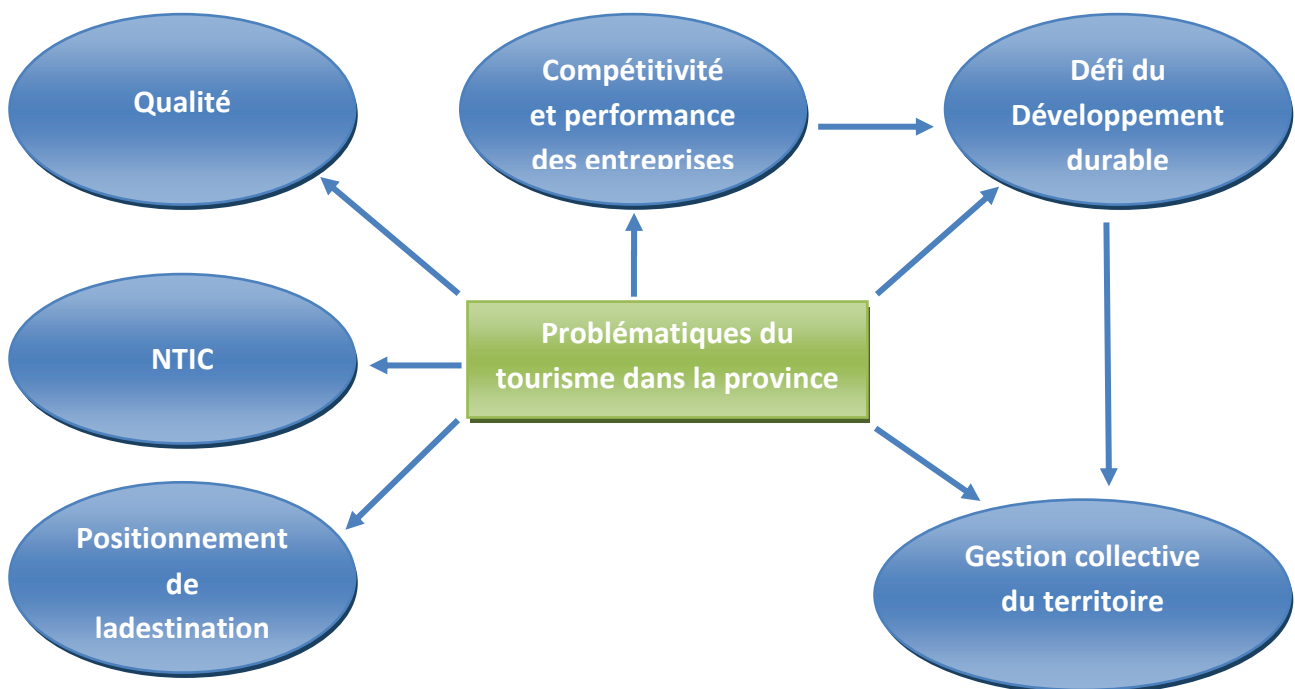 Qualité
Compétitivité
et performance
des entreprises
Défi du
Développement
durable
NTIC
Problématiques du
tourisme dans la province
Positionnement
de
ladestination
Gestion collective
du territoire